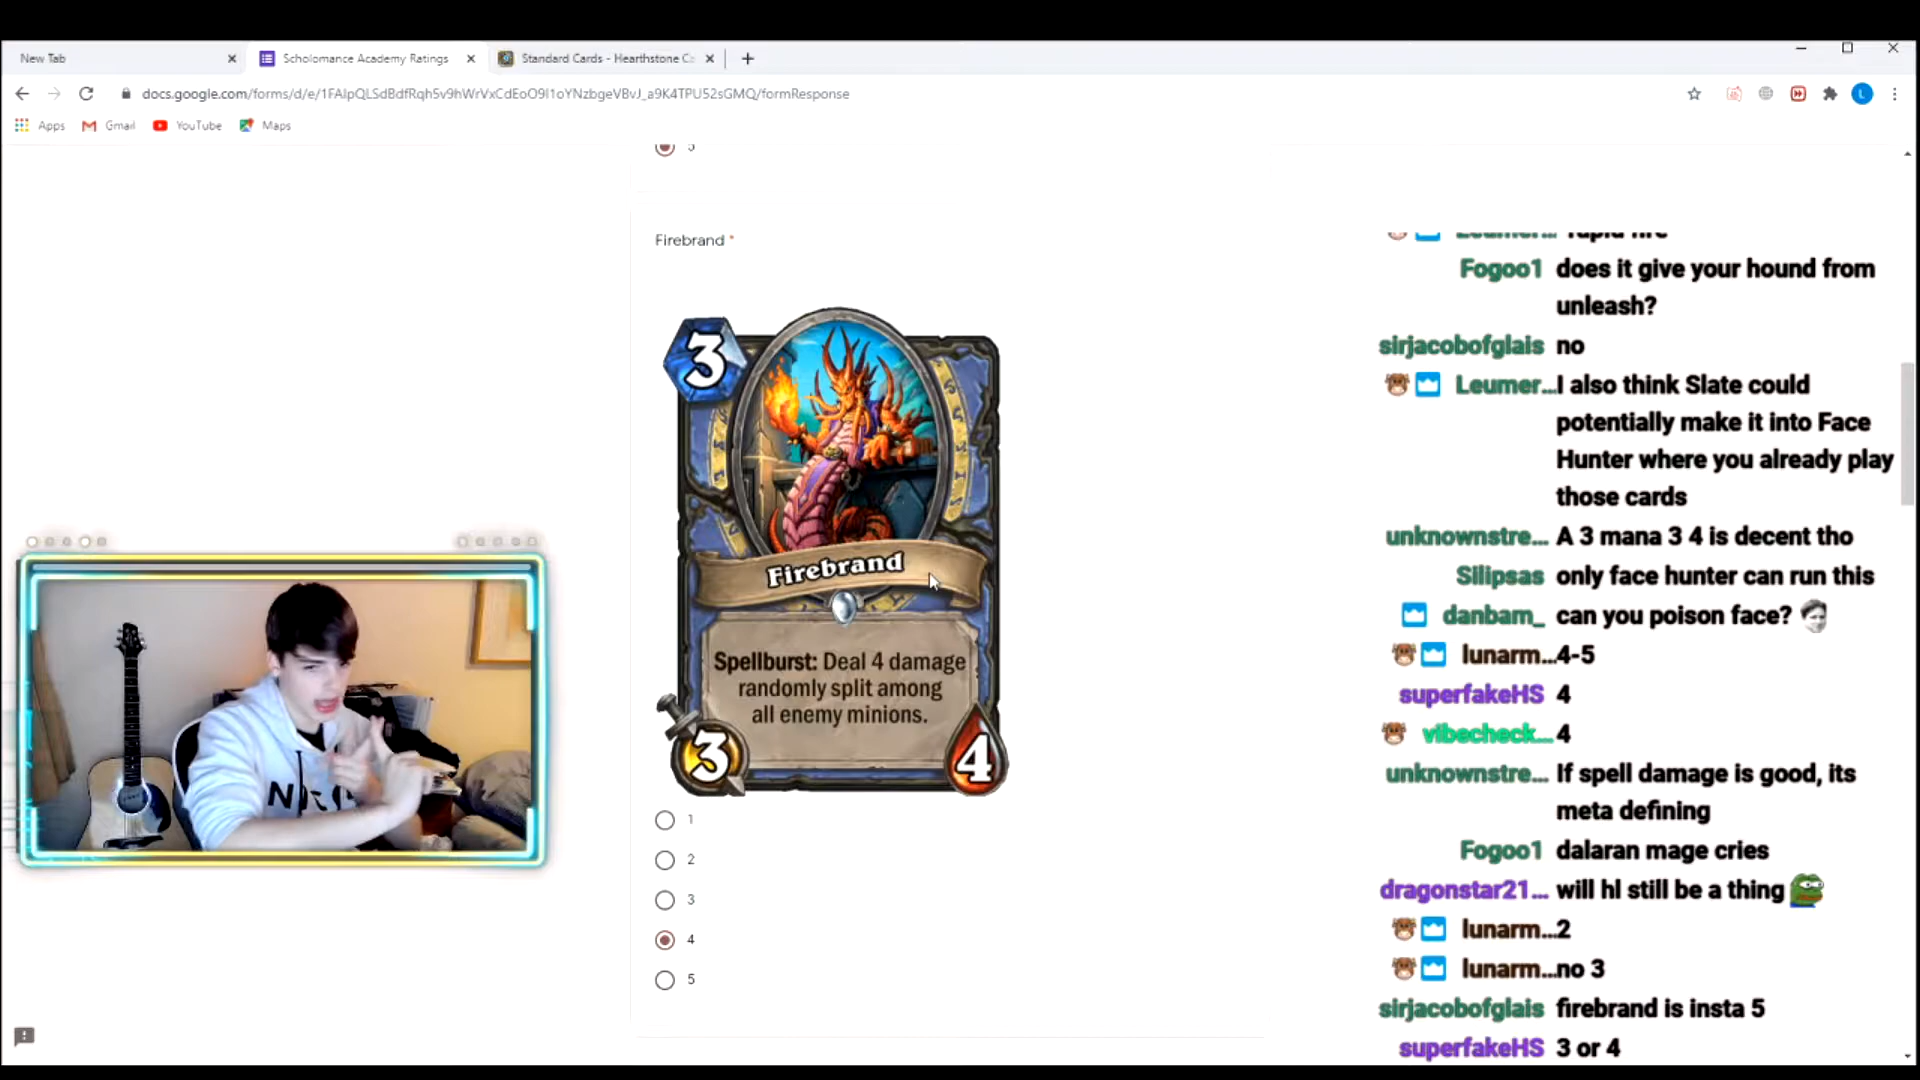 New Tab
Scholomance Academy Ratings
Standard Cards - Hearthstone C
docs.google.com/forms/d/e/1FAIpQLSdBdfRqh5v9hWrVxCdEoO9l1oYNzbgeVBvJ_a9K4TPU52sGMQ/formResponse
L
Apps
Gmail
YouTube
Maps
5
Firebrand *
3
Firebrand
Spellburst: Deal 4 damage
randomly split among
all enemy minions.
3
4
1
2
3
4
5
Leumer... rapid fire
Fogoo1 does it give your hound from
unleash?
sirjacobofglais no
Leumer...I also think Slate could
potentially make it into Face
Hunter where you already play
those cards
unknownstre... A 3 mana 3 4 is decent tho
Silipsas only face hunter can run this
danbam_ can you poison face?
lunarm...4-5
superfakeHS 4
vibecheck...4
unknownstre... If spell damage is good, its
meta defining
Fogoo1 dalaran mage cries
dragonstar21... will hl still be a thing
lunarm...2
lunarm...no 3
sirjacobofglais firebrand is insta 5
superfakeHS 3 or 4